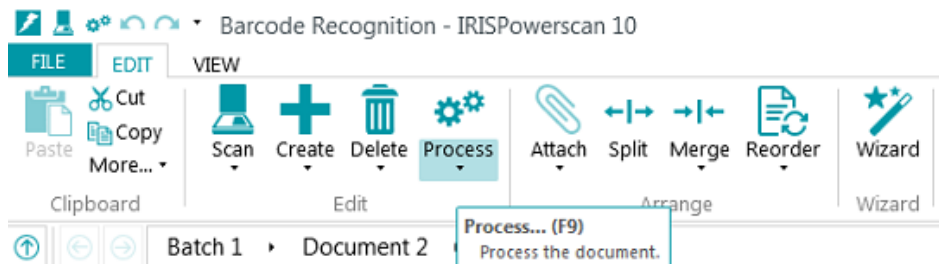 Barcode Recognition - IRISPowerscan 10
FILE EDIT VIEW
Cut
Copy
Paste More... Scan Create Delete Process Attach Split Merge Reorder Wizard
Clipboard Edit Arrange Wizard
Process... (F9)
Batch 1 Document 2
Process the document.